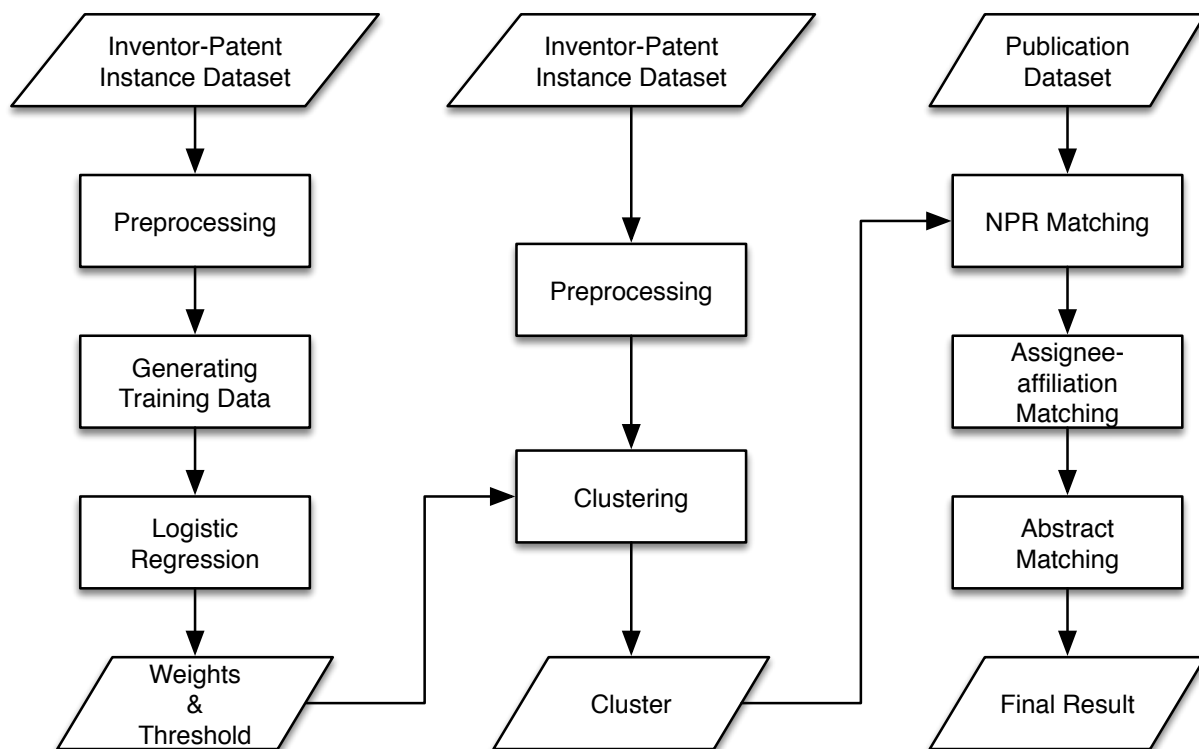 Inventor-Patent
Instance Dataset
Preprocessing
Generating
Training Data
Logistic
Regression
Weights
&
Threshold
Inventor-Patent
Instance Dataset
Preprocessing
Clustering
Cluster
Publication
Dataset
NPR Matching
Assignee-
affiliation
Matching
Abstract
Matching
Final Result